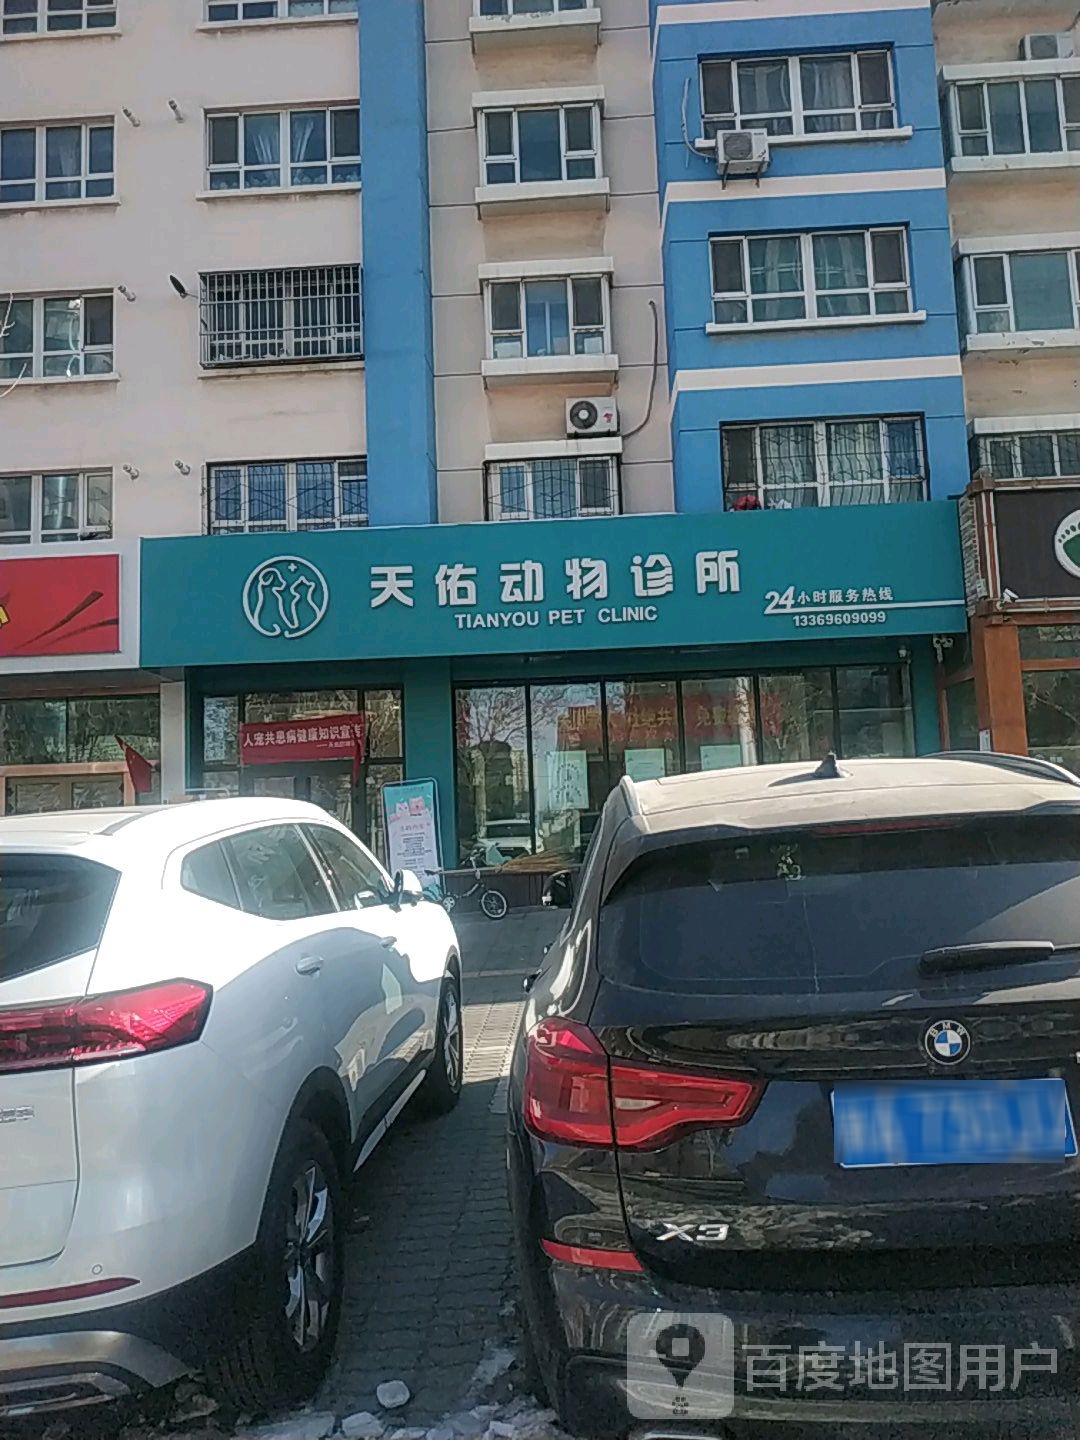 天佑动物诊所
TIANYOU PET CLINIC
24小时服务热线
13369609099
人宠共患病健康知识宣
BMW
X3
百度地图用户